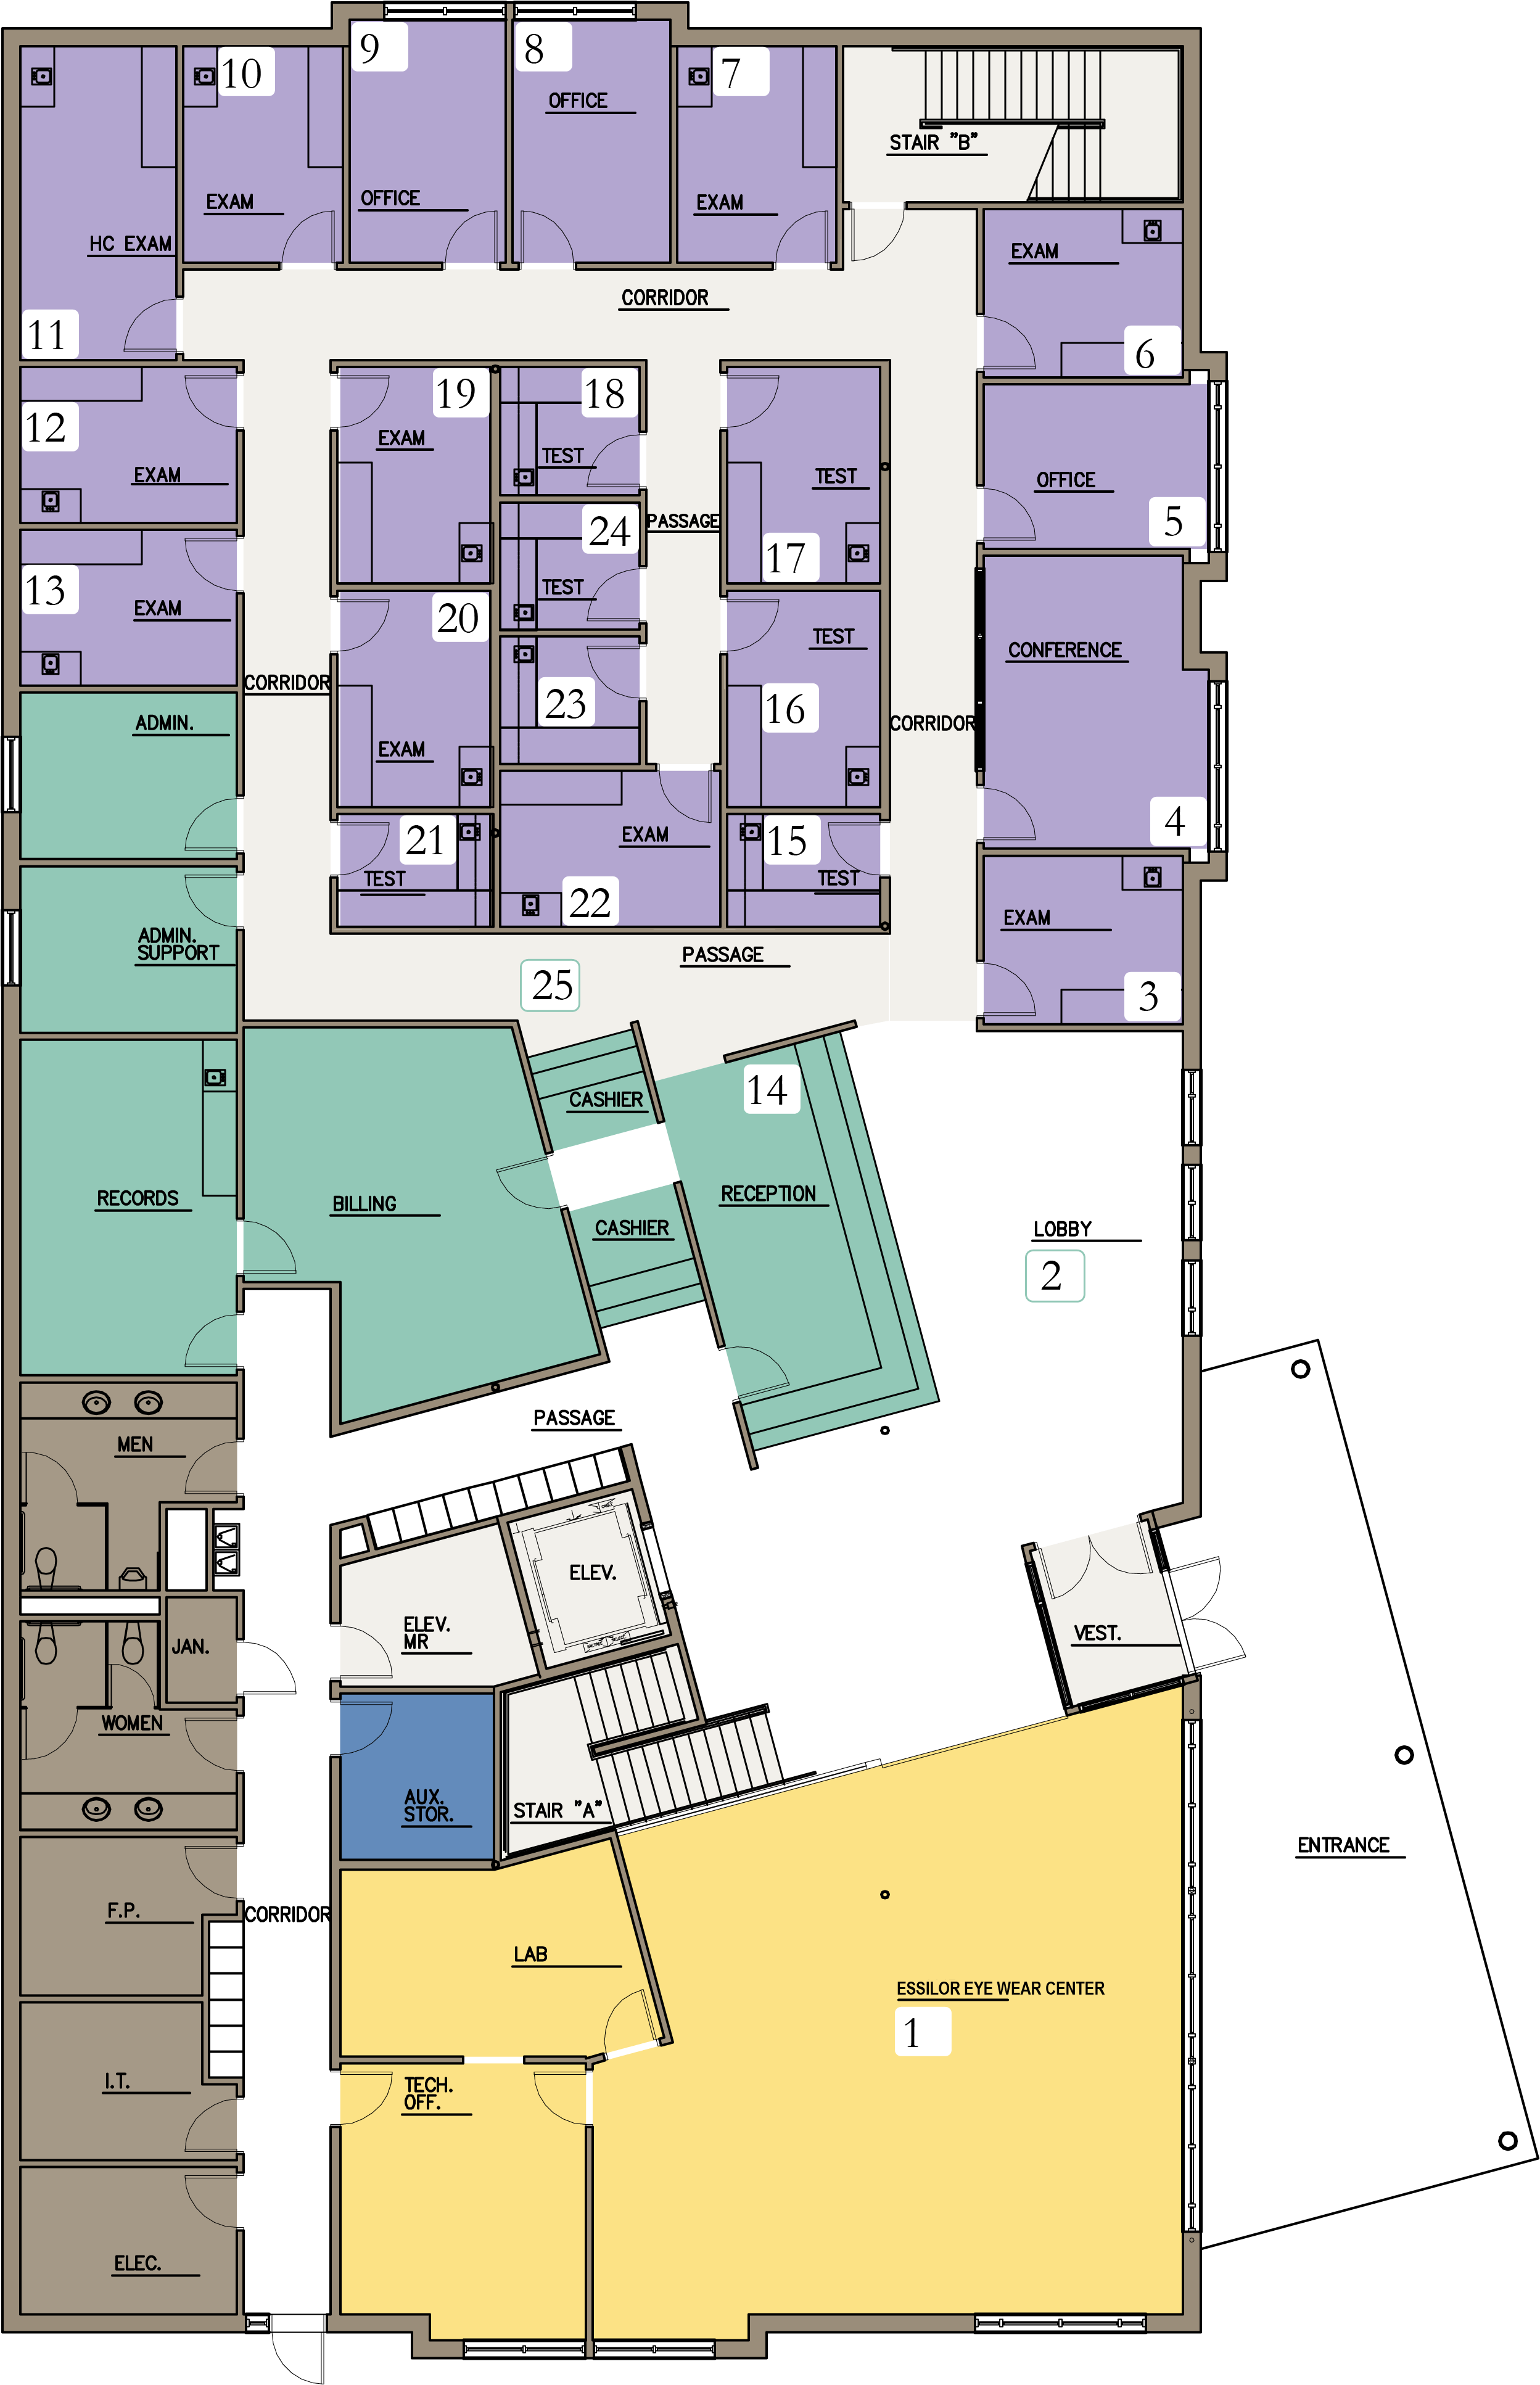 9
8
10
7
OFFICE
STAIR "B"
EXAM
OFFICE
EXAM
HC EXAM
EXAM
CORRIDOR
11
6
19
18
12
EXAM
TEST
EXAM
TEST
OFFICE
5
PASSAGE
24
17
13
TEST
EXAM
20
TEST
CONFERENCE
CORRIDOR
23
16
ADMIN.
CORRIDOR
EXAM
4
21
EXAM
15
TEST
TEST
22
EXAM
ADMIN.
SUPPORT
PASSAGE
25
3
14
CASHIER
RECORDS
BILLING
RECEPTION
CASHIER
LOBBY
2
PASSAGE
MEN
ELEV.
ELEV.
MR
VEST.
JAN.
WOMEN
AUX.
STOR.
STAIR "A"
ENTRANCE
F.P.
CORRIDOR
LAB
ESSILOR EYE WEAR CENTER
1
I.T.
TECH.
OFF.
ELEC.